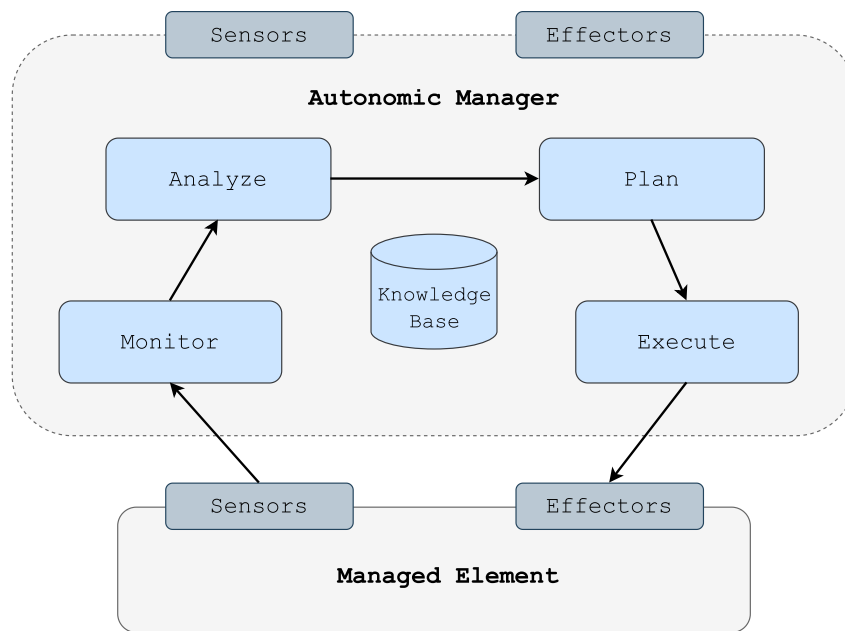 Sensors
Effectors
Autonomic Manager
Analyze
Plan
Knowledge
Base
Monitor
Execute
Sensors
Effectors
Managed Element